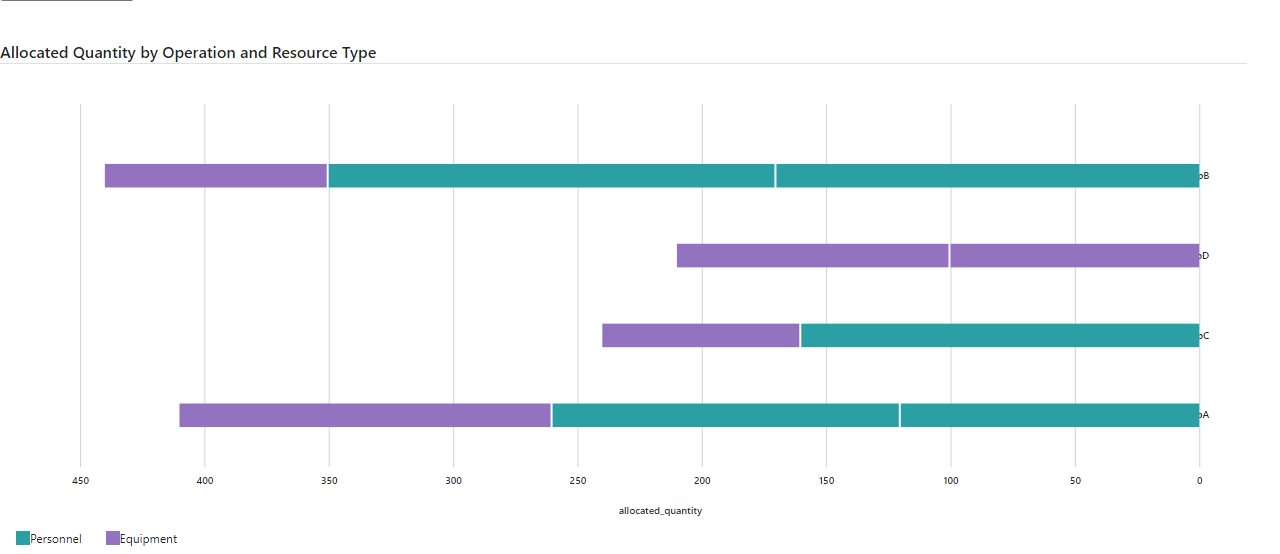 Allocated Quantity by Operation and Resource Type
B
D
C
A
450 400 350 300 250 200 150 100 50 0
allocated_quantity
Personnel Equipment